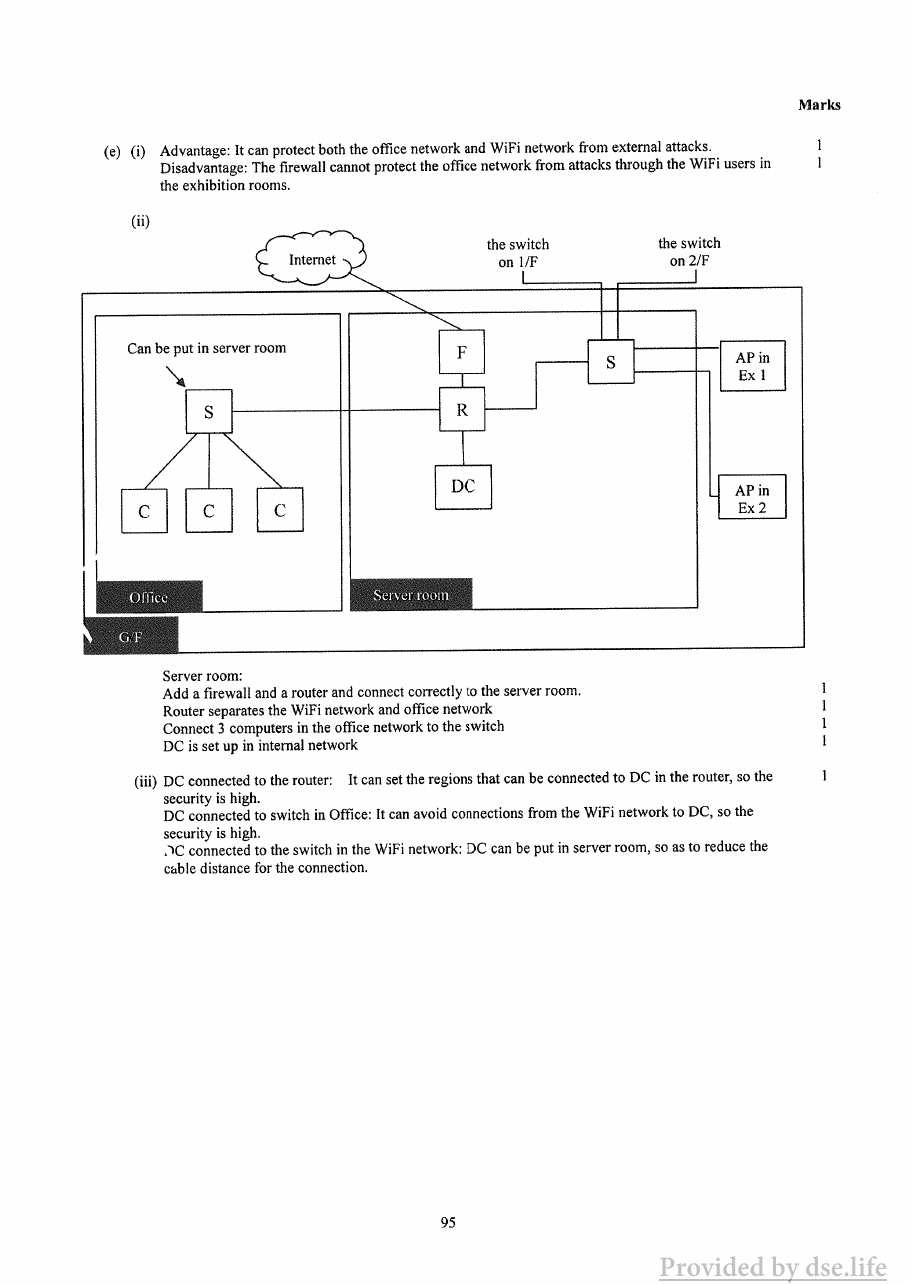 Marks
(e) (i) Advantage: It can protect both the office network and WiFi network from external attacks. 1
Disadvantage: The firewall cannot protect the office network from attacks through the WiFi users in 1
the exhibition rooms.
(ii)
Internet
the switch
on 1/F
the switch
on 2/F
Can be put in server room
F
S
AP in
Ex 1
S
R
DC
AP in
Ex 2
C
C
C
Office
Server room
G/F
Server room:
Add a firewall and a router and connect correctly to the server room. 1
Router separates the WiFi network and office network 1
Connect 3 computers in the office network to the switch 1
DC is set up in internal network 1
(iii) DC connected to the router: It can set the regions that can be connected to DC in the router, so the 1
security is high.
DC connected to switch in Office: It can avoid connections from the WiFi network to DC, so the
security is high.
DC connected to the switch in the WiFi network: DC can be put in server room, so as to reduce the
cable distance for the connection.
95
Provided by dse.life